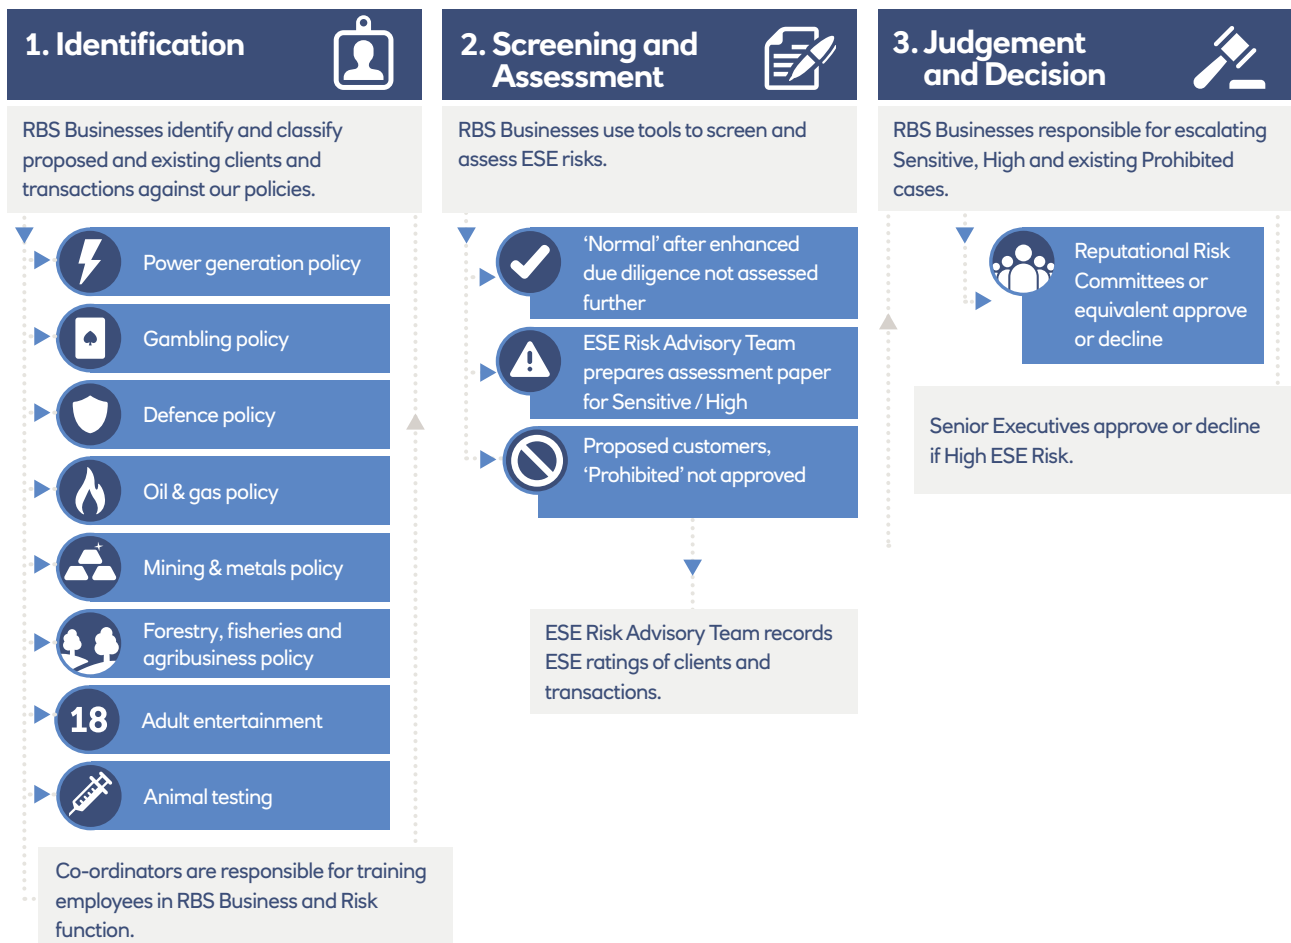 1. Identification
RBS Businesses identify and classify
proposed and existing clients and
transactions against our policies.
Power generation policy
Gambling policy
Defence policy
Oil & gas policy
Mining & metals policy
Forestry, fisheries and
agribusiness policy
18
Adult entertainment
Animal testing
Co-ordinators are responsible for training
employees in RBS Business and Risk
function.
2. Screening and
Assessment
RBS Businesses use tools to screen and
assess ESE risks.
‘Normal’ after enhanced
due diligence not assessed
further
ESE Risk Advisory Team
prepares assessment paper
for Sensitive / High
Proposed customers,
‘Prohibited’ not approved
ESE Risk Advisory Team records
ESE ratings of clients and
transactions.
3. Judgement
and Decision
RBS Businesses responsible for escalating
Sensitive, High and existing Prohibited
cases.
Reputational Risk
Committees or
equivalent approve
or decline
Senior Executives approve or decline
if High ESE Risk.